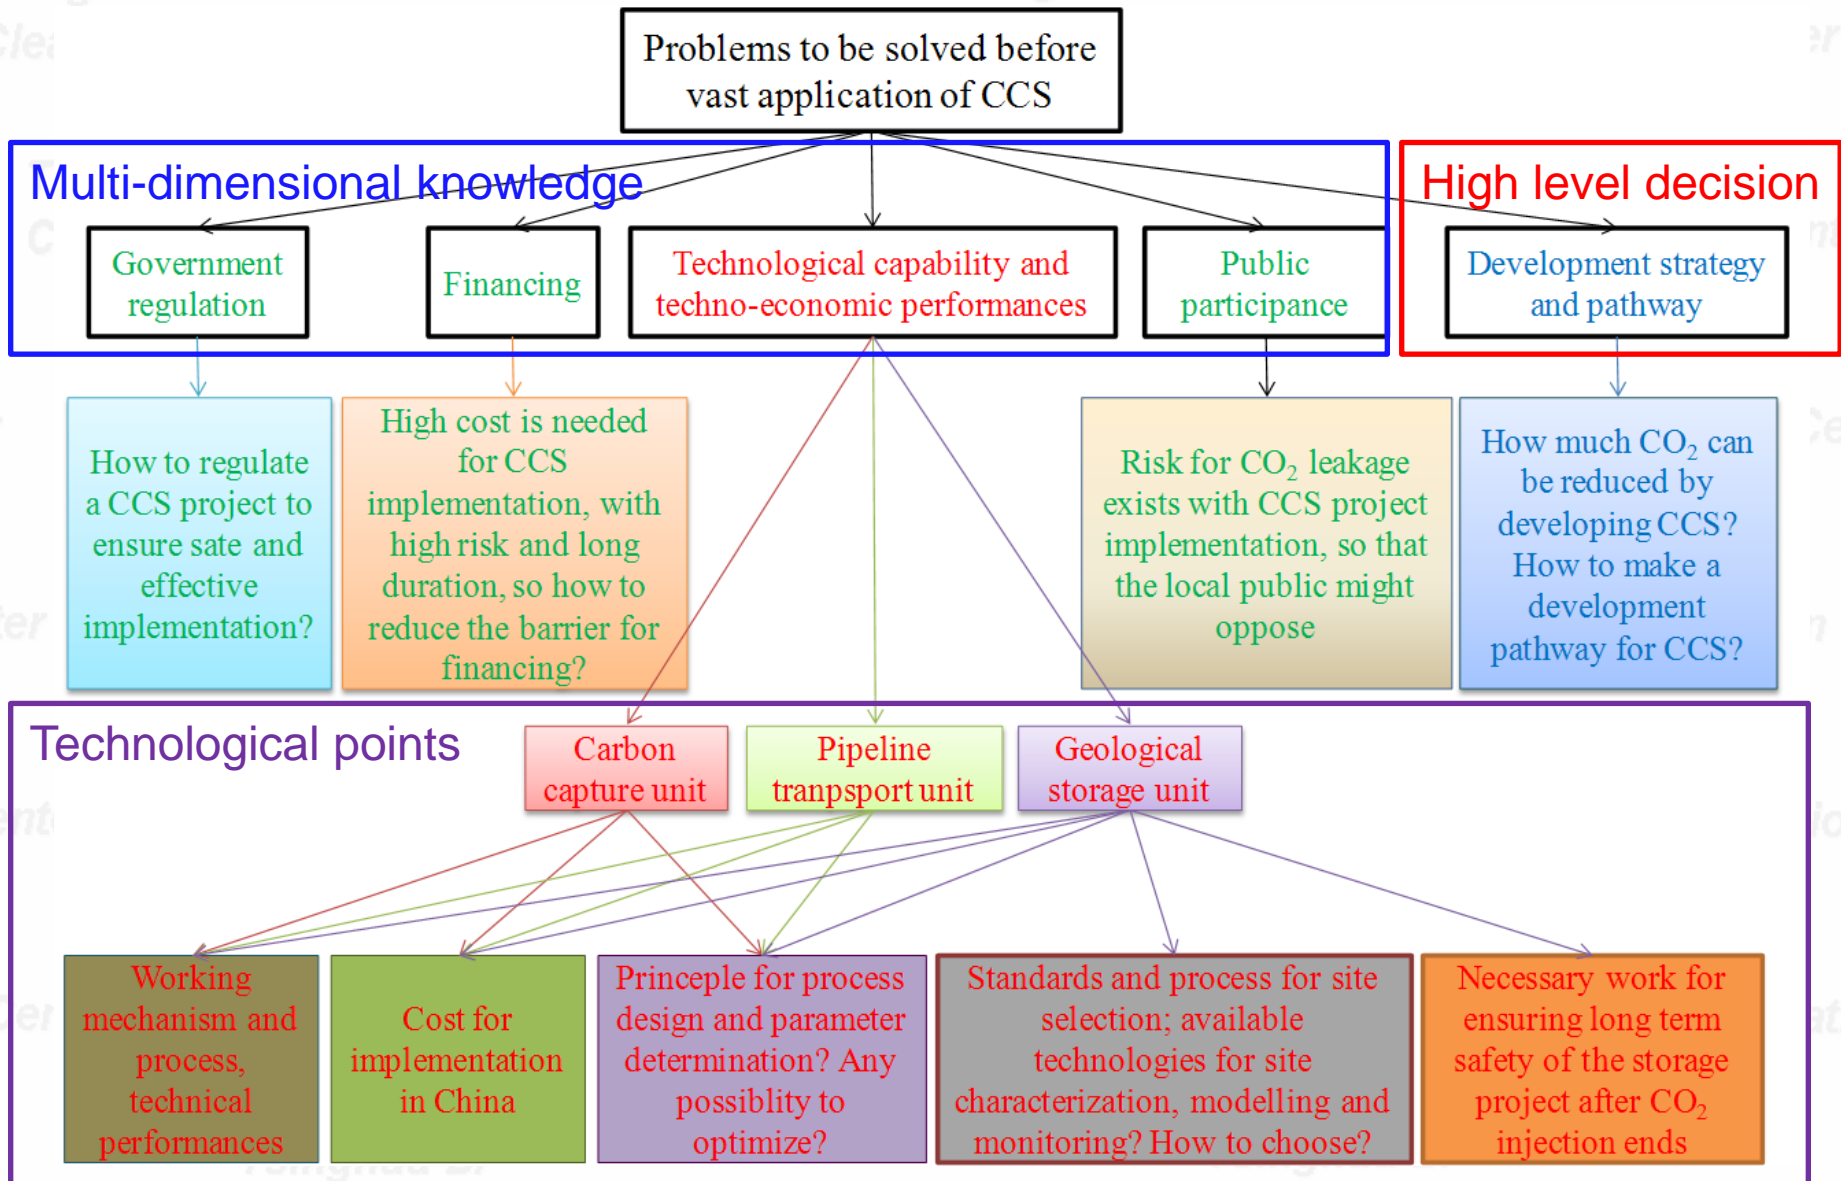 Problems to be solved before
vast application of CCS
Multi-dimensional knowledge
High level decision
Government
regulation
Financing
Technological capability and
techno-economic performances
Public
participance
Development strategy
and pathway
How to regulate
a CCS project to
ensure sate and
effective
implementation?
High cost is needed
for CCS
implementation, with
high risk and long
duration, so how to
reduce the barrier for
financing?
Risk for CO₂ leakage
exists with CCS project
implementation, so that
the local public might
oppose
How much CO₂ can
be reduced by
developing CCS?
How to make a
development
pathway for CCS?
Technological points
Carbon
capture unit
Pipeline
tranpsport unit
Geological
storage unit
Working
mechanism and
process,
technical
performances
Cost for
implementation
in China
Princeple for process
design and parameter
determination? Any
possiblity to
optimize?
Standards and process for site
selection; available
technologies for site
characterization, modelling and
monitoring? How to choose?
Necessary work for
ensuring long term
safety of the storage
project after CO₂
injection ends